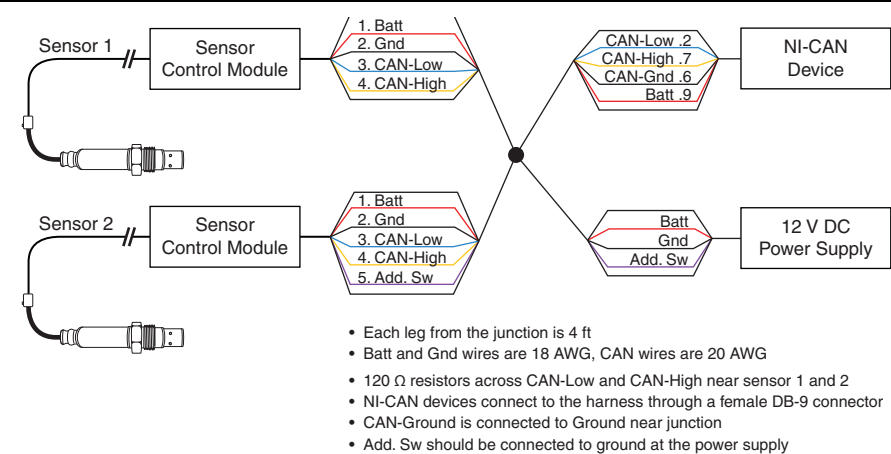 Sensor 1
Sensor
Control Module
1. Batt
2. Gnd
3. CAN-Low
4. CAN-High
CAN-Low .2
CAN-High .7
CAN-Gnd .6
Batt .9
NI-CAN
Device
Sensor 2
Sensor
Control Module
1. Batt
2. Gnd
3. CAN-Low
4. CAN-High
5. Add. Sw
Batt
Gnd
Add. Sw
12 V DC
Power Supply
• Each leg from the junction is 4 ft
• Batt and Gnd wires are 18 AWG, CAN wires are 20 AWG
• 120 Ω resistors across CAN-Low and CAN-High near sensor 1 and 2
• NI-CAN devices connect to the harness through a female DB-9 connector
• CAN-Ground is connected to Ground near junction
• Add. Sw should be connected to ground at the power supply